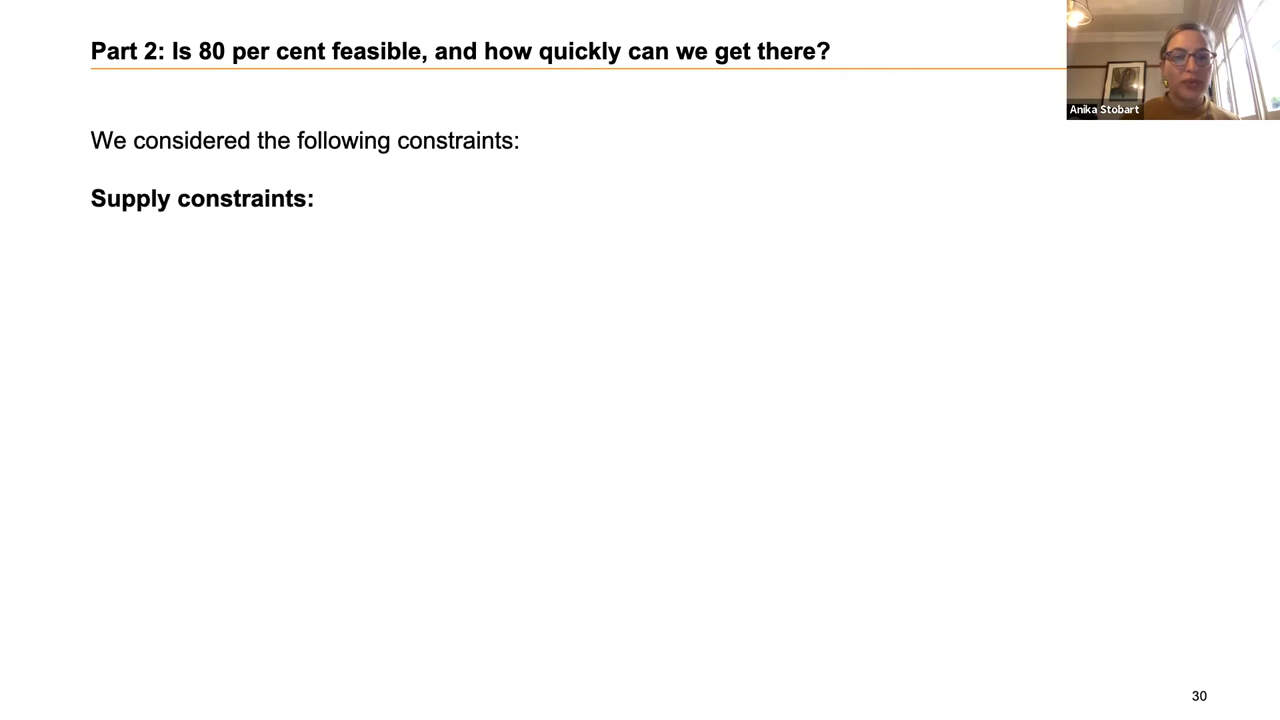 Part 2: Is 80 per cent feasible, and how quickly can we get there?
Anika Stobart
We considered the following constraints:
Supply constraints:
30